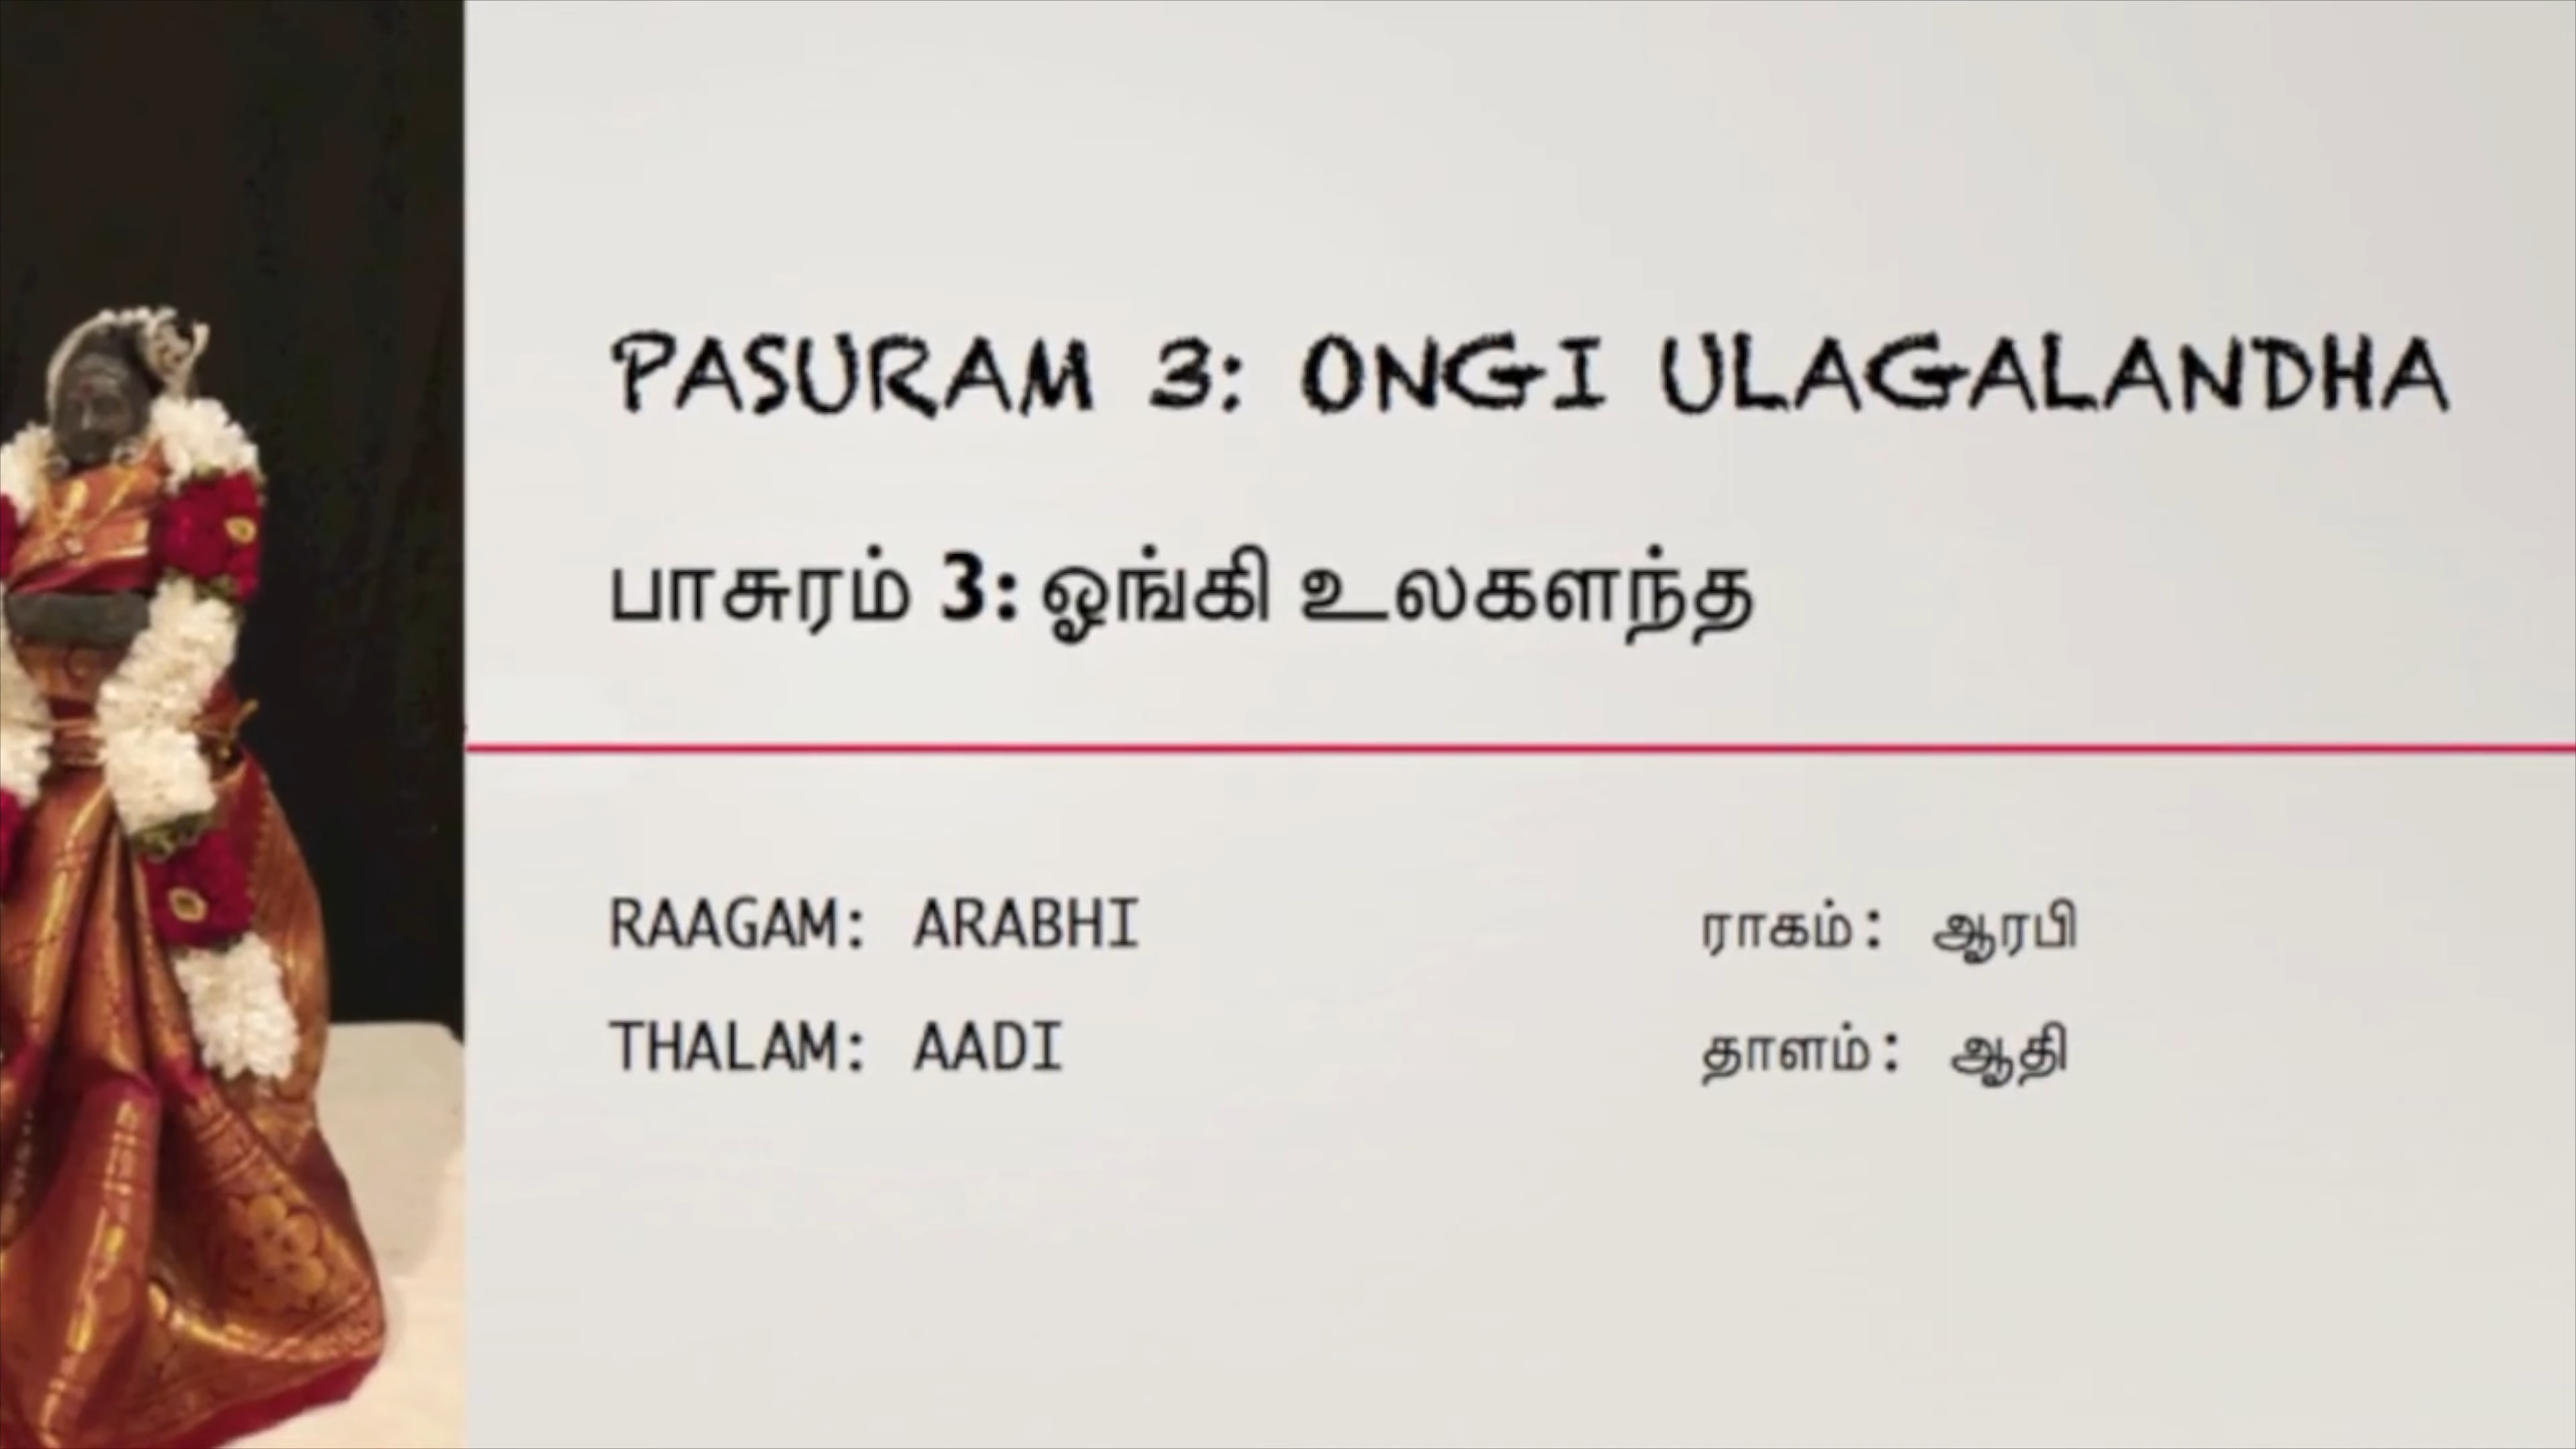 PASURAM 3: ONGI ULAGALANDHA
பாசுரம் 3: ஓங்கி உலகளந்த
RAAGAM: ARABHI
ராகம்: ஆரபி
THALAM: AADI
தாளம்: ஆதி